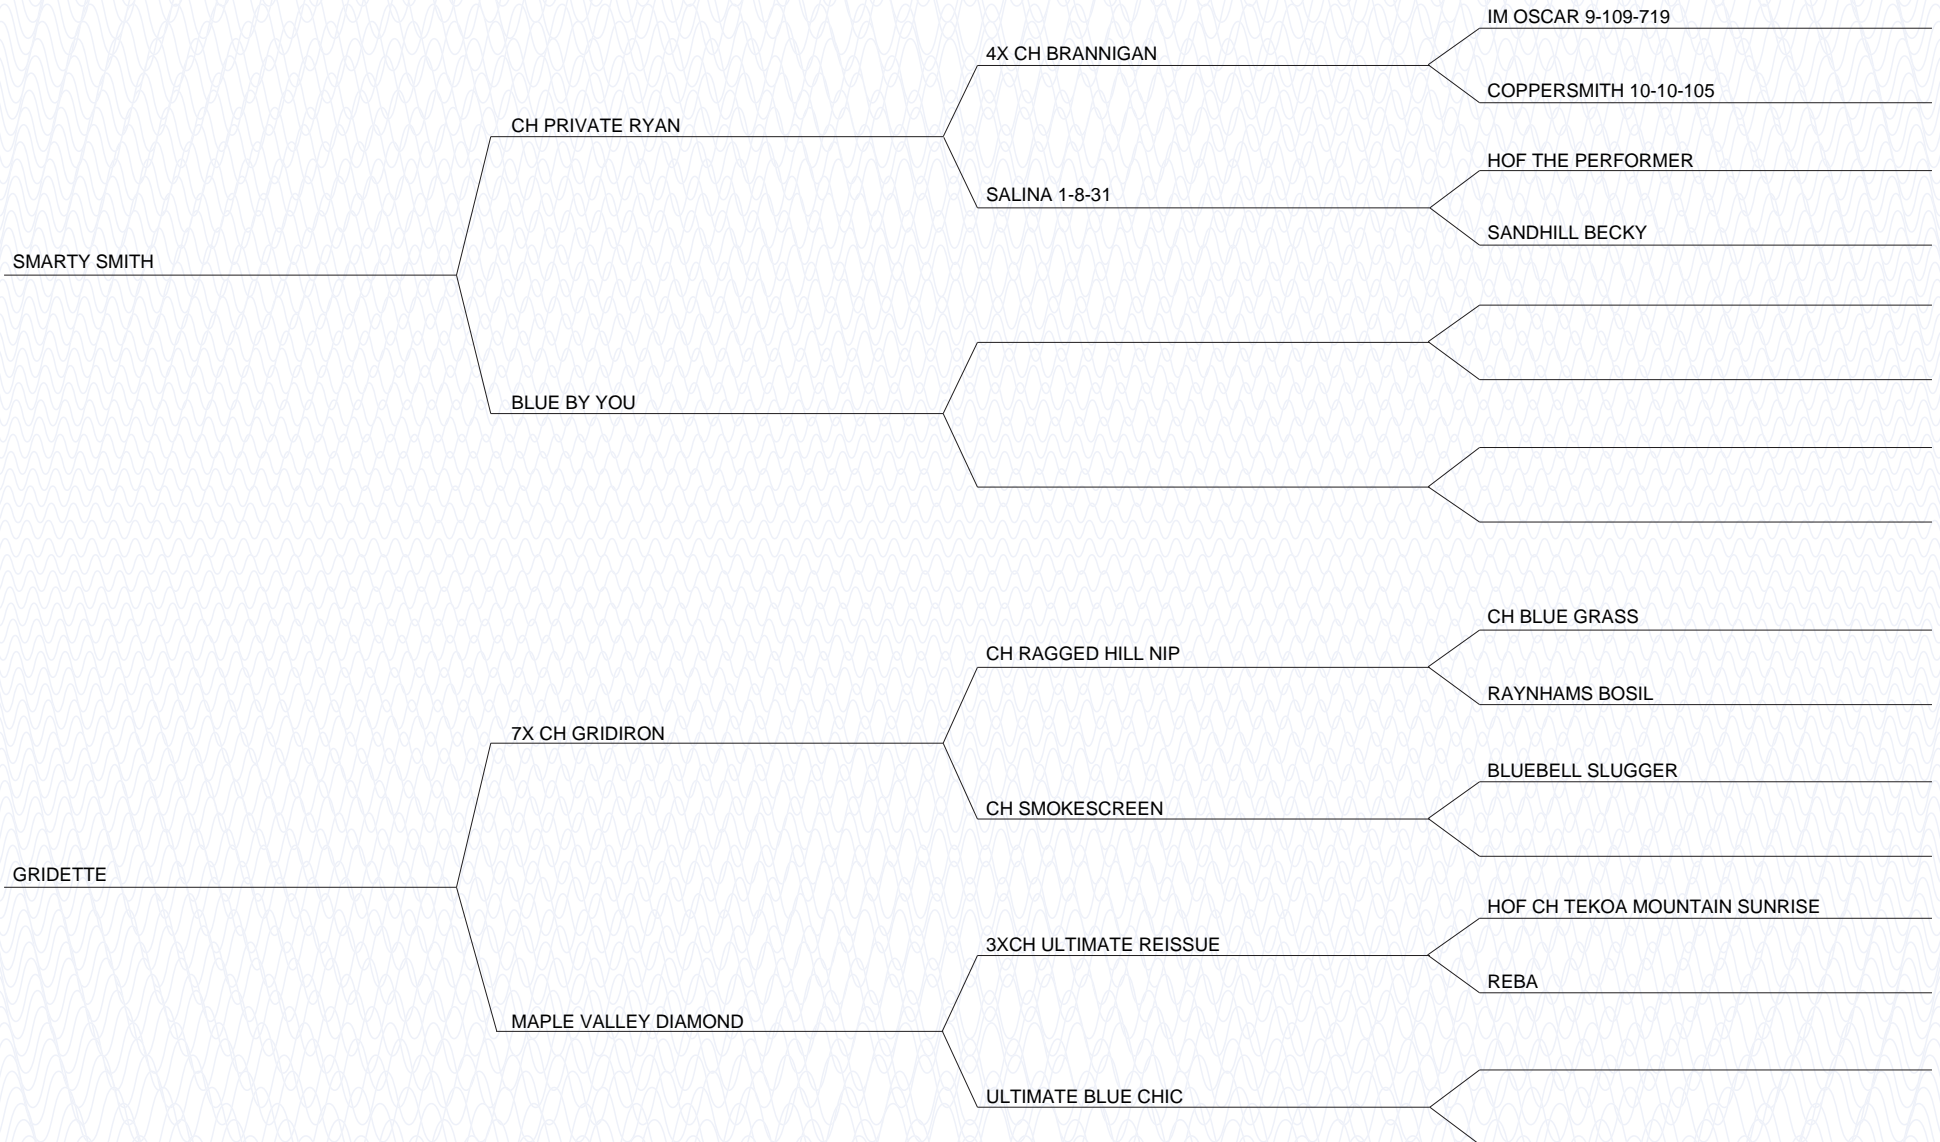 IM OSCAR 9-109-719
4X CH BRANNIGAN
COPPERSMITH 10-10-105
CH PRIVATE RYAN
HOF THE PERFORMER
SALINA 1-8-31
SANDHILL BECKY
SMARTY SMITH
BLUE BY YOU
CH BLUE GRASS
CH RAGGED HILL NIP
RAYNHAMS BOSIL
7X CH GRIDIRON
BLUEBELL SLUGGER
CH SMOKESCREEN
GRIDETTE
HOF CH TEKOA MOUNTAIN SUNRISE
3XCH ULTIMATE REISSUE
REBA
MAPLE VALLEY DIAMOND
ULTIMATE BLUE CHIC